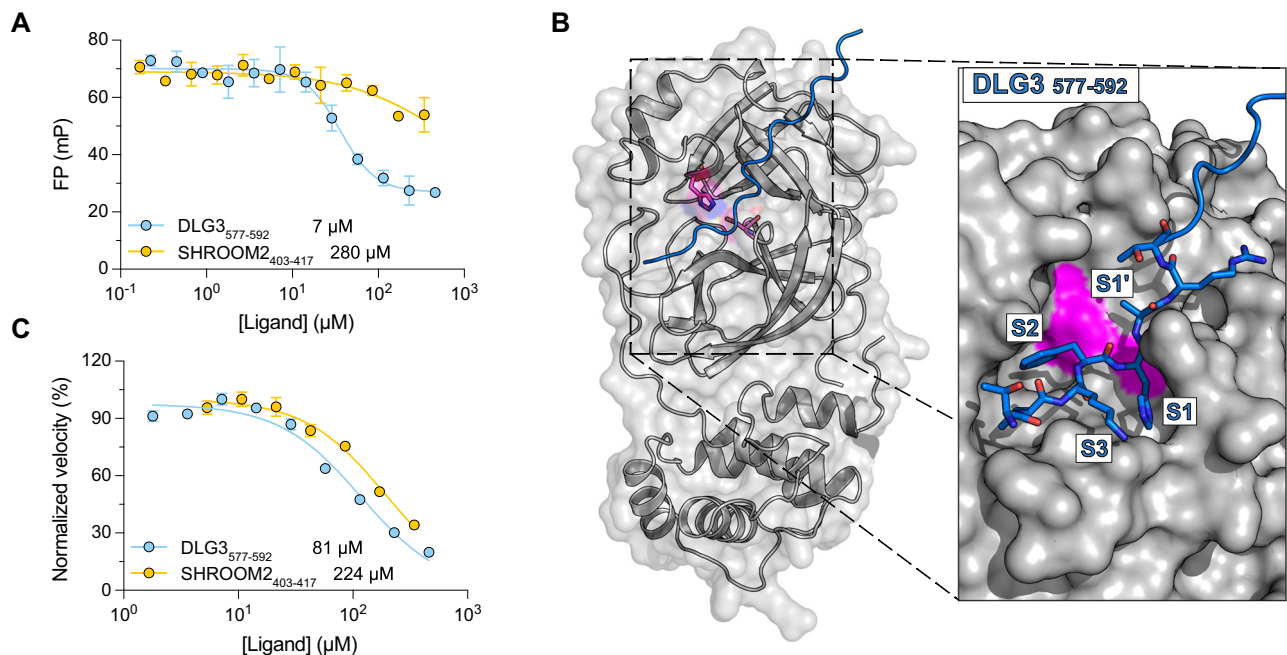 A
80
60
40
20
0
FP (mP)
DLG3577-592 7 µM
SHROOM2403-417 280 µM
10-1 100 101 102 103
[Ligand] (µM)
B
DLG3 577-592
S1'
S2
S1
S3
C
120
90
60
30
0
Normalized velocity (%)
DLG3577-592 81 µM
SHROOM2403-417 224 µM
100 101 102 103
[Ligand] (µM)